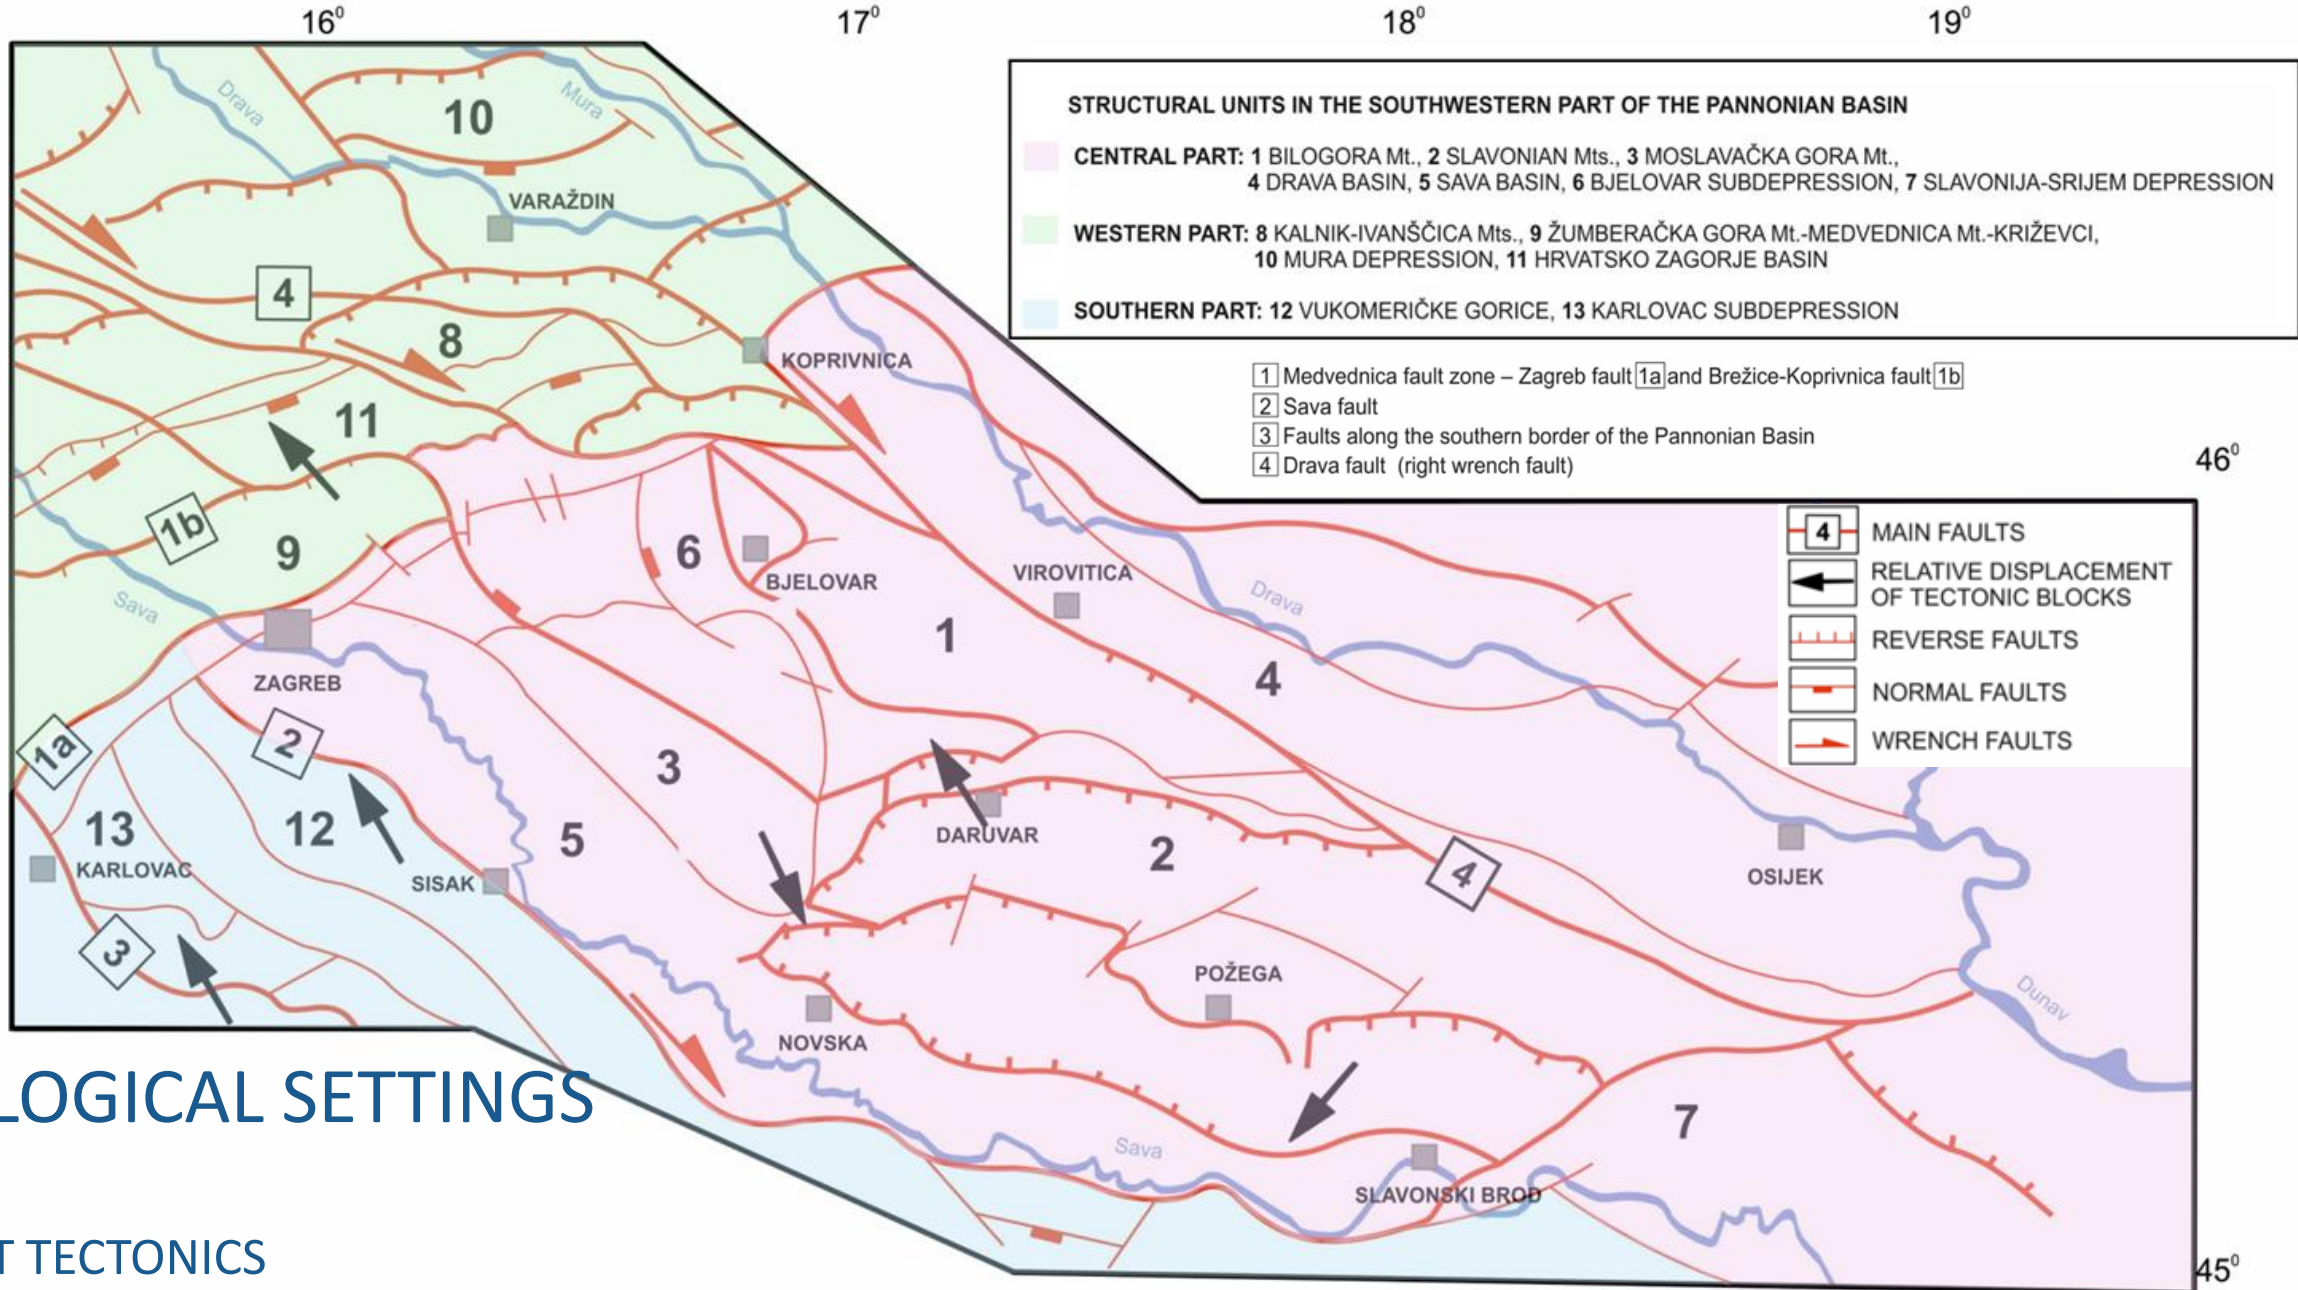 16⁰
17⁰
18⁰
19⁰
STRUCTURAL UNITS IN THE SOUTHWESTERN PART OF THE PANNONIAN BASIN
CENTRAL PART: 1 BILOGORA Mt., 2 SLAVONIAN Mts., 3 MOSLAVAČKA GORA Mt.,
4 DRAVA BASIN, 5 SAVA BASIN, 6 BJELOVAR SUBDEPRESSION, 7 SLAVONIJA-SRIJEM DEPRESSION
WESTERN PART: 8 KALNIK-IVANŠČICA Mts., 9 ŽUMBERAČKA GORA Mt.-MEDVEDNICA Mt.-KRIŽEVCI,
10 MURA DEPRESSION, 11 HRVATSKO ZAGORJE BASIN
SOUTHERN PART: 12 VUKOMERIČKE GORICE, 13 KARLOVAC SUBDEPRESSION
1 Medvednica fault zone – Zagreb fault 1a and Brežice-Koprivnica fault 1b
2 Sava fault
3 Faults along the southern border of the Pannonian Basin
4 Drava fault (right wrench fault)
46⁰
4 MAIN FAULTS
RELATIVE DISPLACEMENT
OF TECTONIC BLOCKS
REVERSE FAULTS
NORMAL FAULTS
WRENCH FAULTS
Drava
Mura
10
VARAŽDIN
4
8
KOPRIVNICA
11
1b
9
6
BJELOVAR
VIROVITICA
Drava
Sava
1
4
ZAGREB
1a
2
3
13
12
5
DARUVAR
2
4
OSIJEK
KARLOVAC
SISAK
3
POŽEGA
Dunav
NOVSKA
7
Sava
SLAVONSKI BROD
45⁰
LOGICAL SETTINGS
T TECTONICS